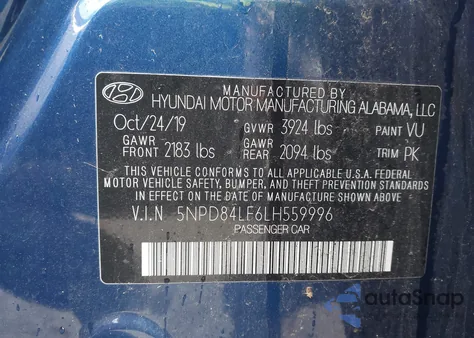 MANUFACTURED BY
HYUNDAI MOTOR MANUFACTURING ALABAMA, LLC
Oct/24/19 GVWR 3924 lbs PAINT VU
GAWR FRONT 2183 lbs GAWR REAR 2094 lbs TRIM PK
THIS VEHICLE CONFORMS TO ALL APPLICABLE U.S.A FEDERAL
MOTOR VEHICLE SAFETY, BUMPER, AND THEFT PREVENTION
STANDARDS IN EFFECT ON THE DATE OF MANUFACTURE SHOWN ABOVE.
V.I.N 5NPD84LF6LH559996
PASSENGER CAR
autoSnap